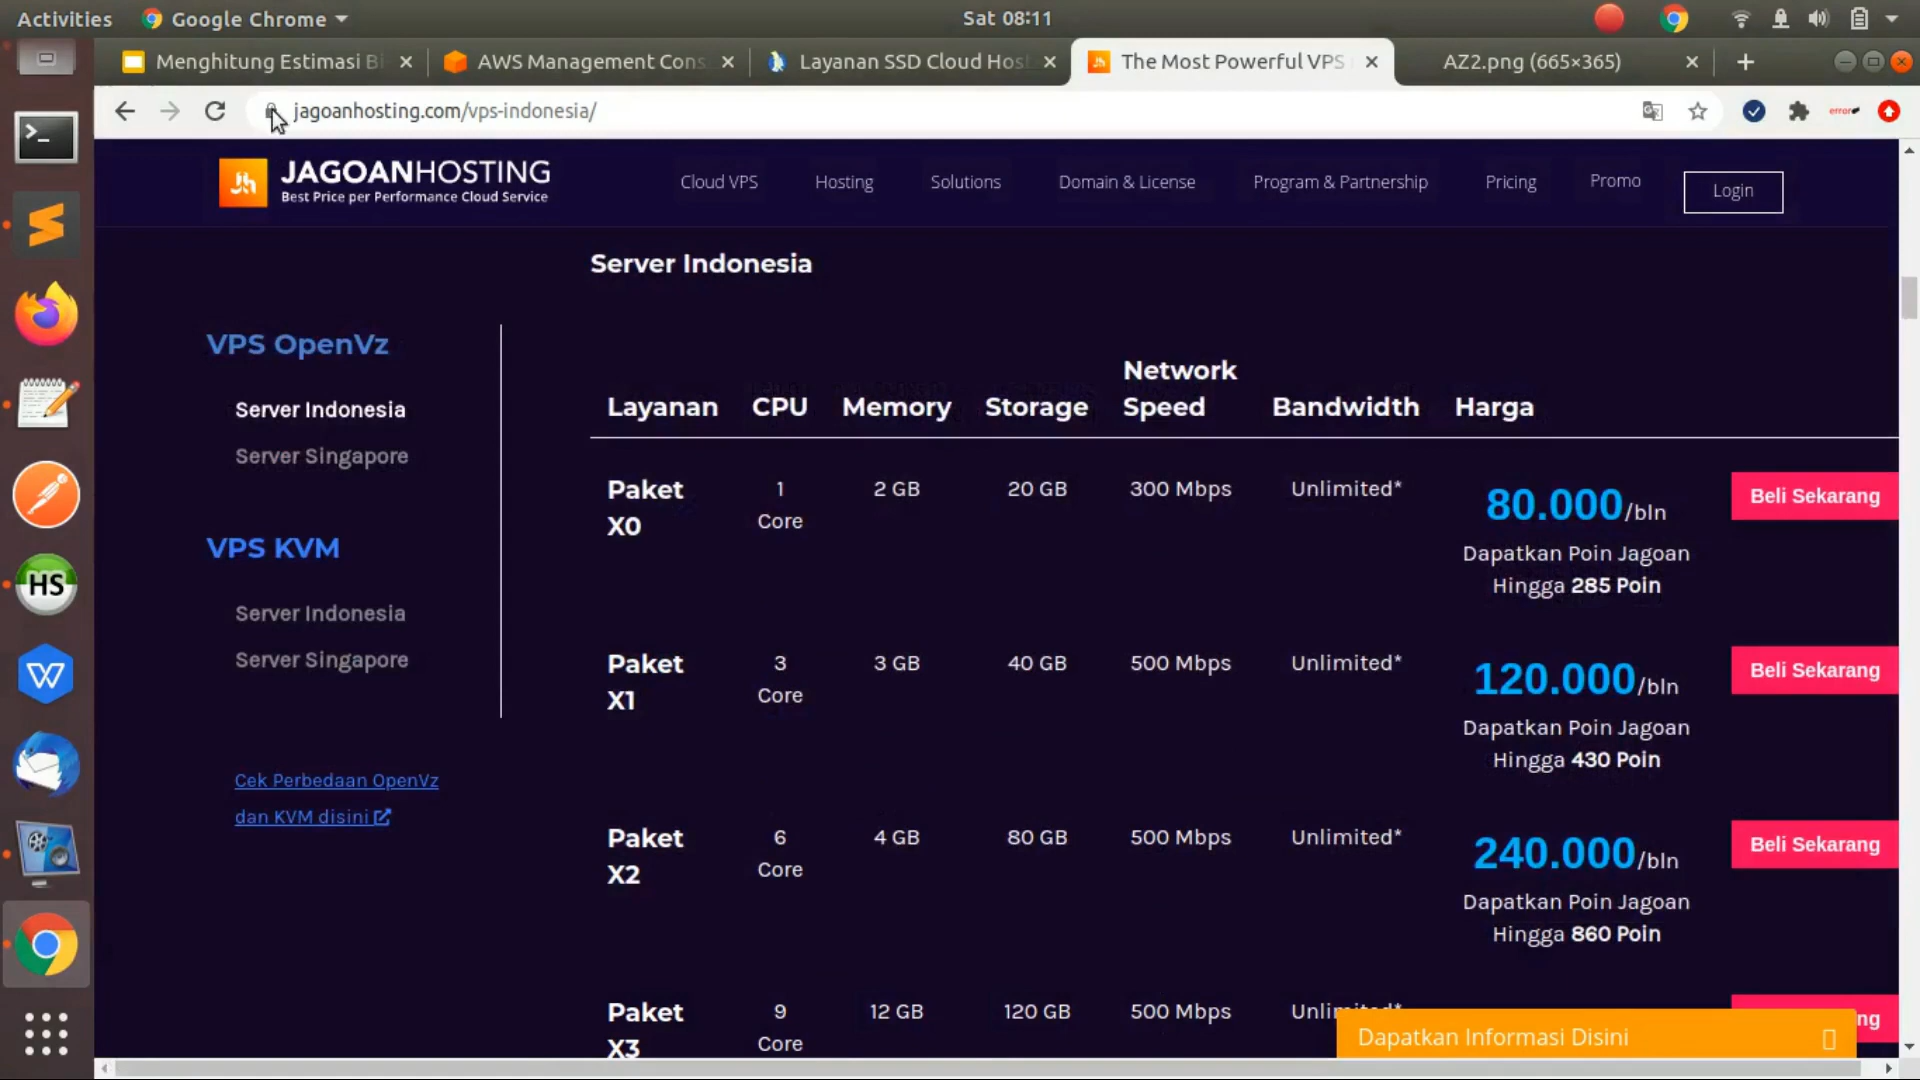 Activities
Google Chrome
Sat 08:11
Menghitung Estimasi Bi
AWS Management Cons
Layanan SSD Cloud Host
The Most Powerful VPS
AZ2.png (665×365)
jagoanhosting.com/vps-indonesia/
error
Jh
JAGOANHOSTING
Best Price per Performance Cloud Service
Cloud VPS
Hosting
Solutions
Domain & License
Program & Partnership
Pricing
Promo
Login
Server Indonesia
VPS OpenVz
Server Indonesia
Server Singapore
VPS KVM
Server Indonesia
Server Singapore
Cek Perbedaan OpenVz
dan KVM disini
Layanan CPU Memory Storage Network Speed Bandwidth Harga
Paket X0 1 Core 2 GB 20 GB 300 Mbps Unlimited* 80.000/bln Beli Sekarang
Dapatkan Poin Jagoan
Hingga 285 Poin
Paket X1 3 Core 3 GB 40 GB 500 Mbps Unlimited* 120.000/bln Beli Sekarang
Dapatkan Poin Jagoan
Hingga 430 Poin
Paket X2 6 Core 4 GB 80 GB 500 Mbps Unlimited* 240.000/bln Beli Sekarang
Dapatkan Poin Jagoan
Hingga 860 Poin
Paket X3 9 Core 12 GB 120 GB 500 Mbps
Dapatkan Informasi Disini
HS
W